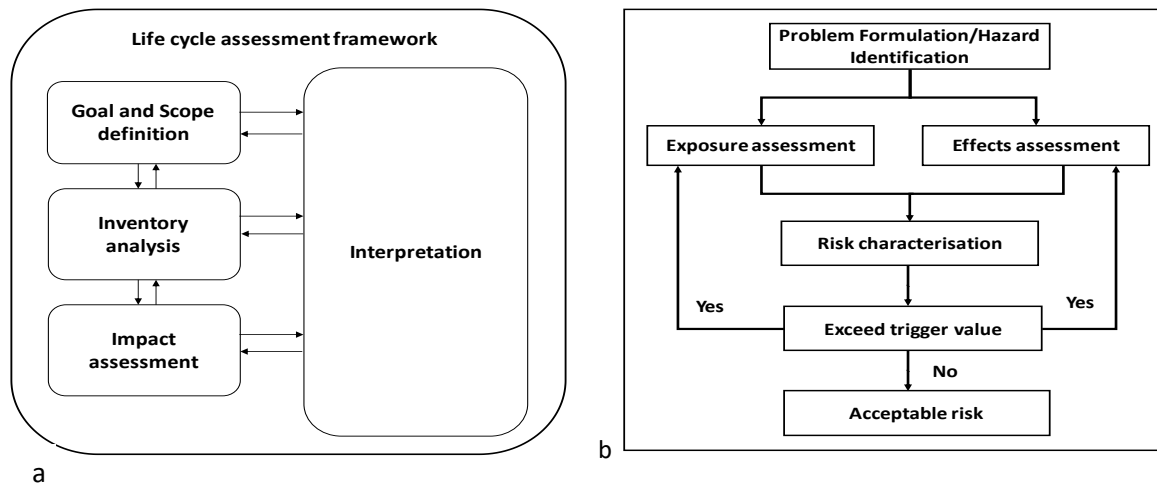 Life cycle assessment framework
Goal and Scope
definition
Inventory
analysis
Impact
assessment
Interpretation
a
Problem Formulation/Hazard
Identification
Exposure assessment
Effects assessment
Risk characterisation
Yes
Yes
Exceed trigger value
No
Acceptable risk
b